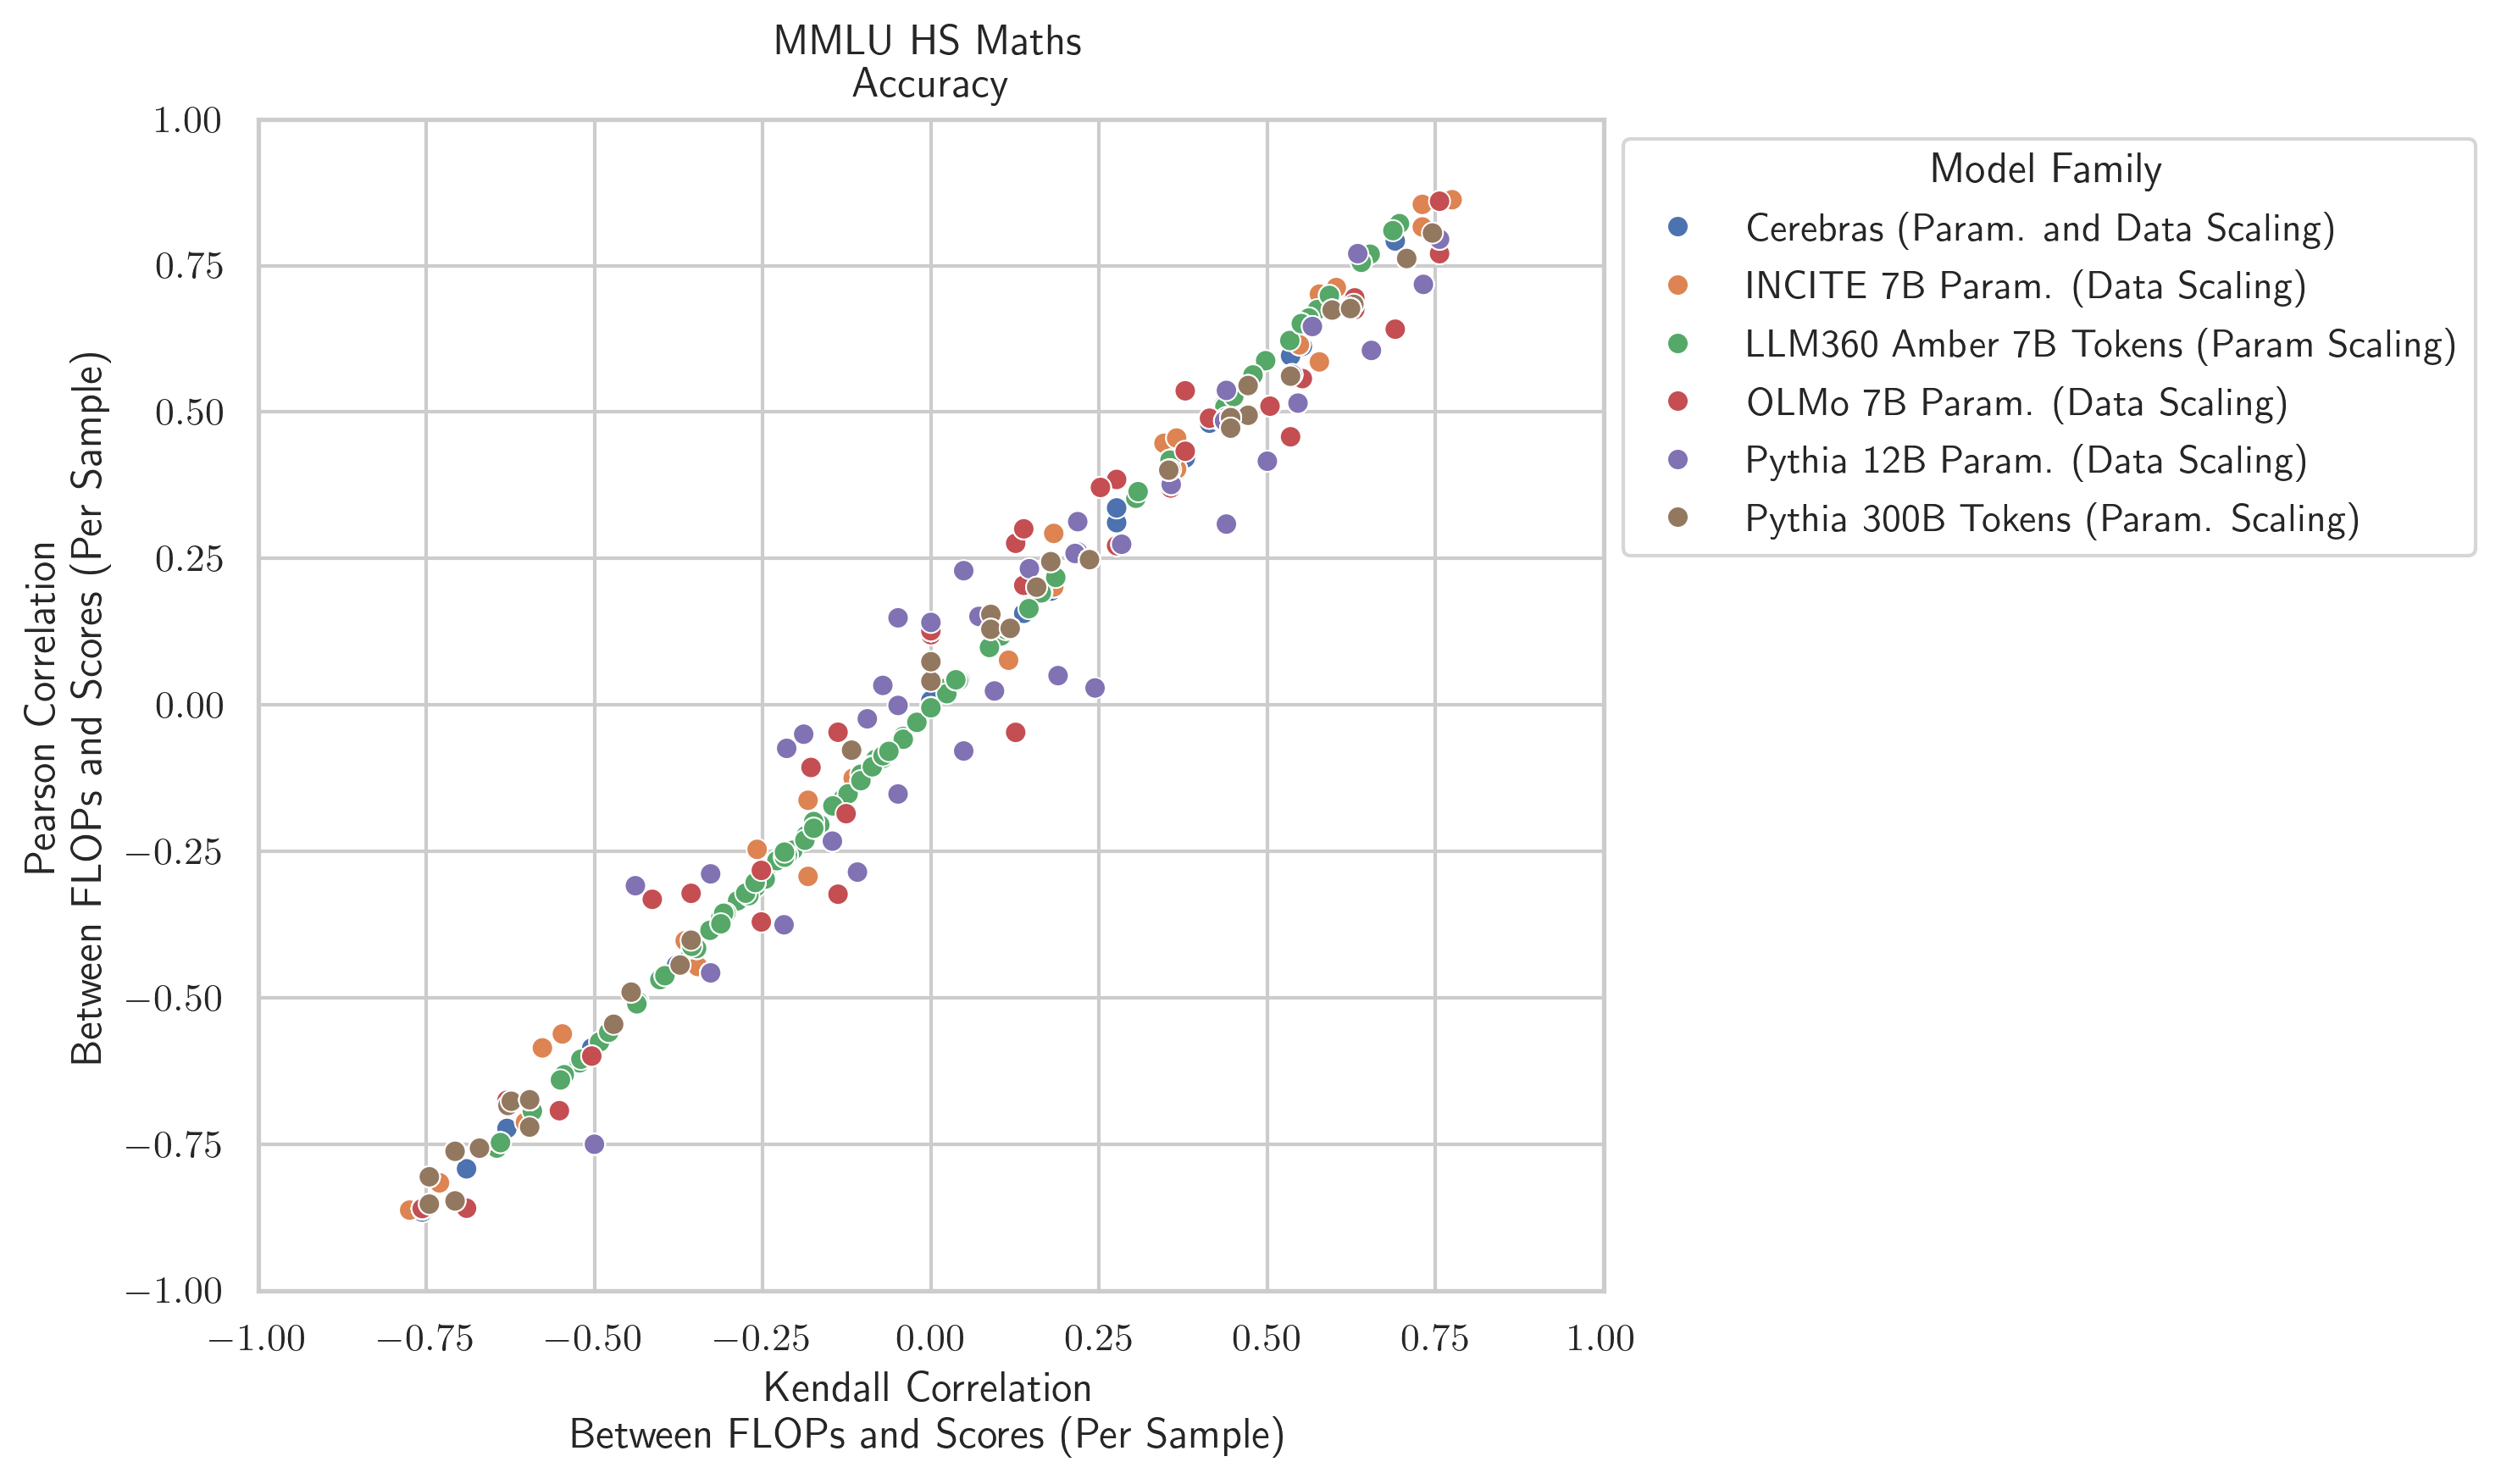 MMLU HS Maths
Accuracy
1.00
0.75
0.50
0.25
0.00
−0.25
−0.50
−0.75
−1.00
Pearson Correlation
Between FLOPs and Scores (Per Sample)
−1.00
−0.75
−0.50
−0.25
0.00
0.25
0.50
0.75
1.00
Kendall Correlation
Between FLOPs and Scores (Per Sample)
Model Family
Cerebras (Param. and Data Scaling)
INCITE 7B Param. (Data Scaling)
LLM360 Amber 7B Tokens (Param Scaling)
OLMo 7B Param. (Data Scaling)
Pythia 12B Param. (Data Scaling)
Pythia 300B Tokens (Param. Scaling)